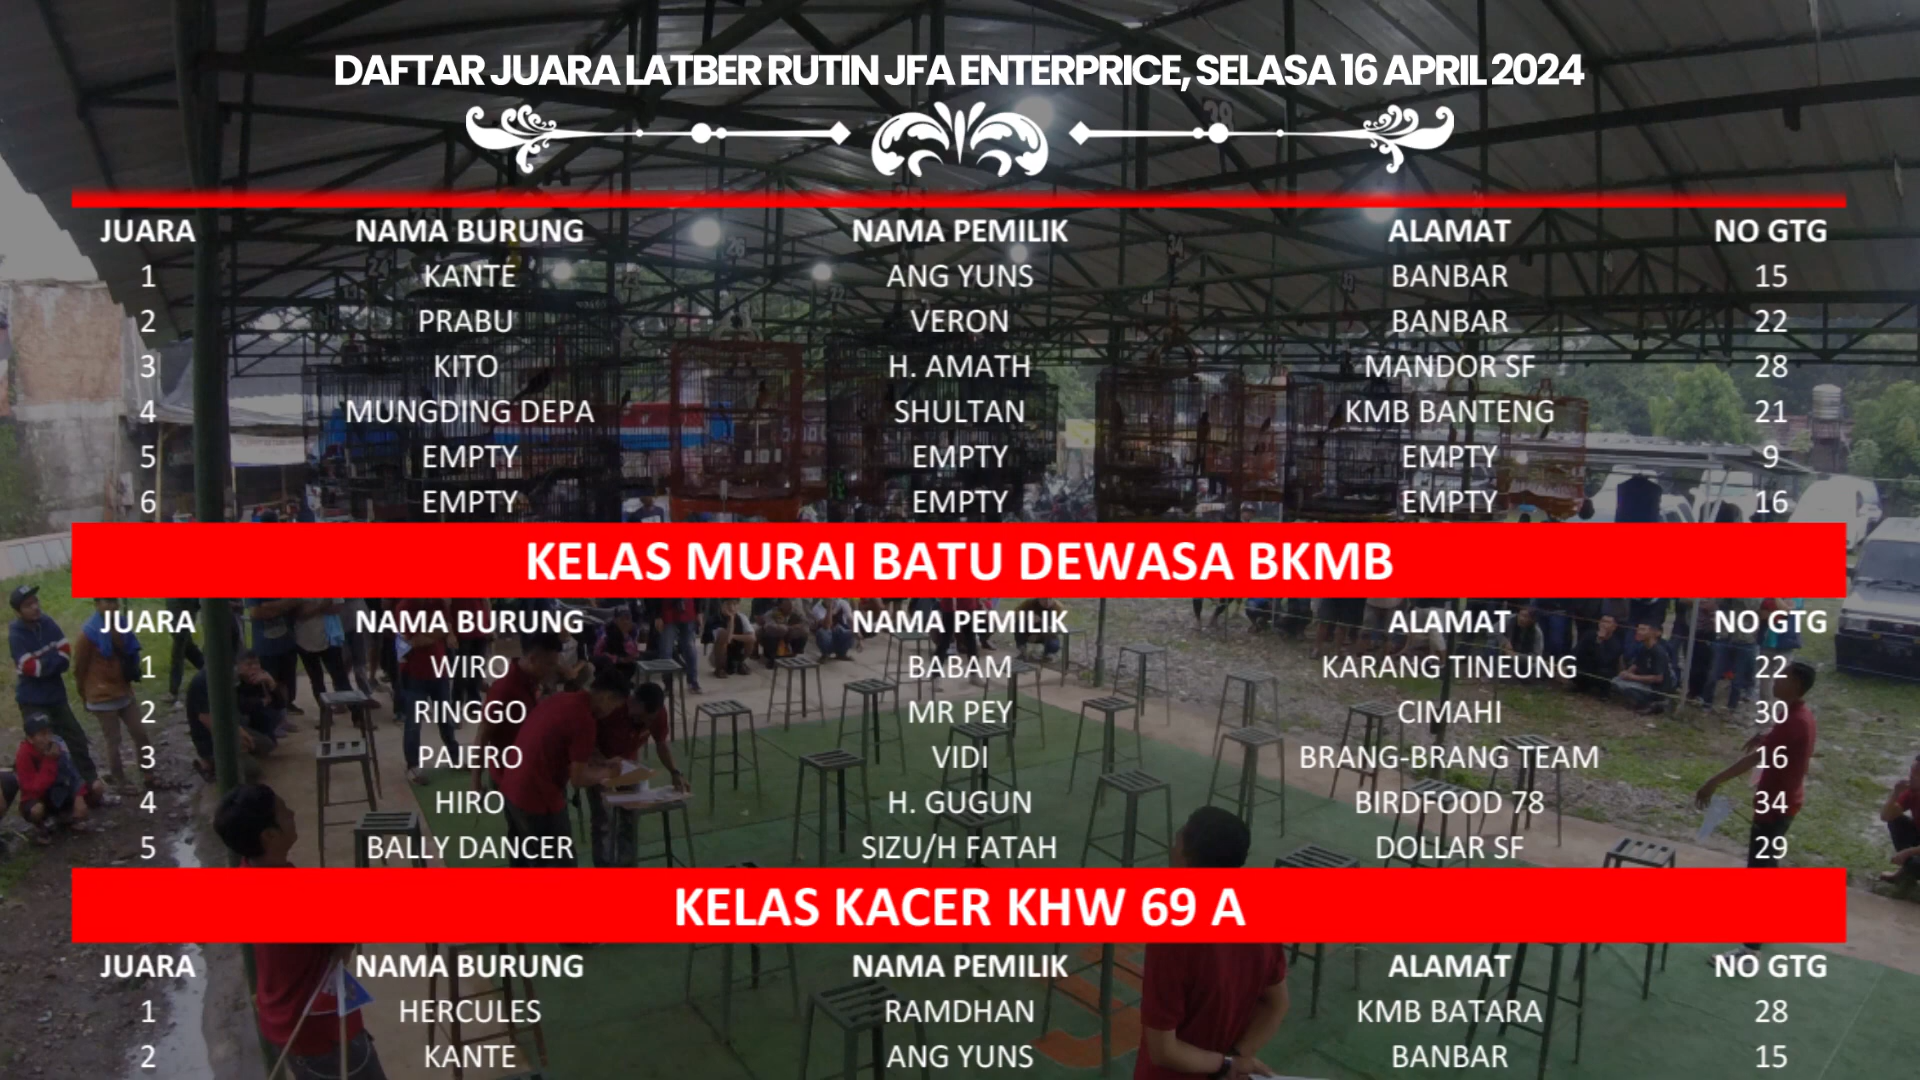 DAFTAR JUARA LATBER RUTIN JFA ENTERPRICE, SELASA 16 APRIL 2024
JUARA NAMA BURUNG NAMA PEMILIK ALAMAT NO GTG
1 KANTE ANG YUNS BANBAR 15
2 PRABU VERON BANBAR 22
3 KITO H. AMATH MANDOR SF 28
4 MUNGDING DEPA SHULTAN KMB BANTENG 21
5 EMPTY EMPTY EMPTY 9
6 EMPTY EMPTY EMPTY 16
KELAS MURAI BATU DEWASA BKMB
JUARA NAMA BURUNG NAMA PEMILIK ALAMAT NO GTG
1 WIRO BABAM KARANG TINEUNG 22
2 RINGGO MR PEY CIMAHI 30
3 PAJERO VIDI BRANG-BRANG TEAM 16
4 HIRO H. GUGUN BIRDFOOD 78 34
5 BALLY DANCER SIZU/H FATAH DOLLAR SF 29
KELAS KACER KHW 69 A
JUARA NAMA BURUNG NAMA PEMILIK ALAMAT NO GTG
1 HERCULES RAMDHAN KMB BATARA 28
2 KANTE ANG YUNS BANBAR 15